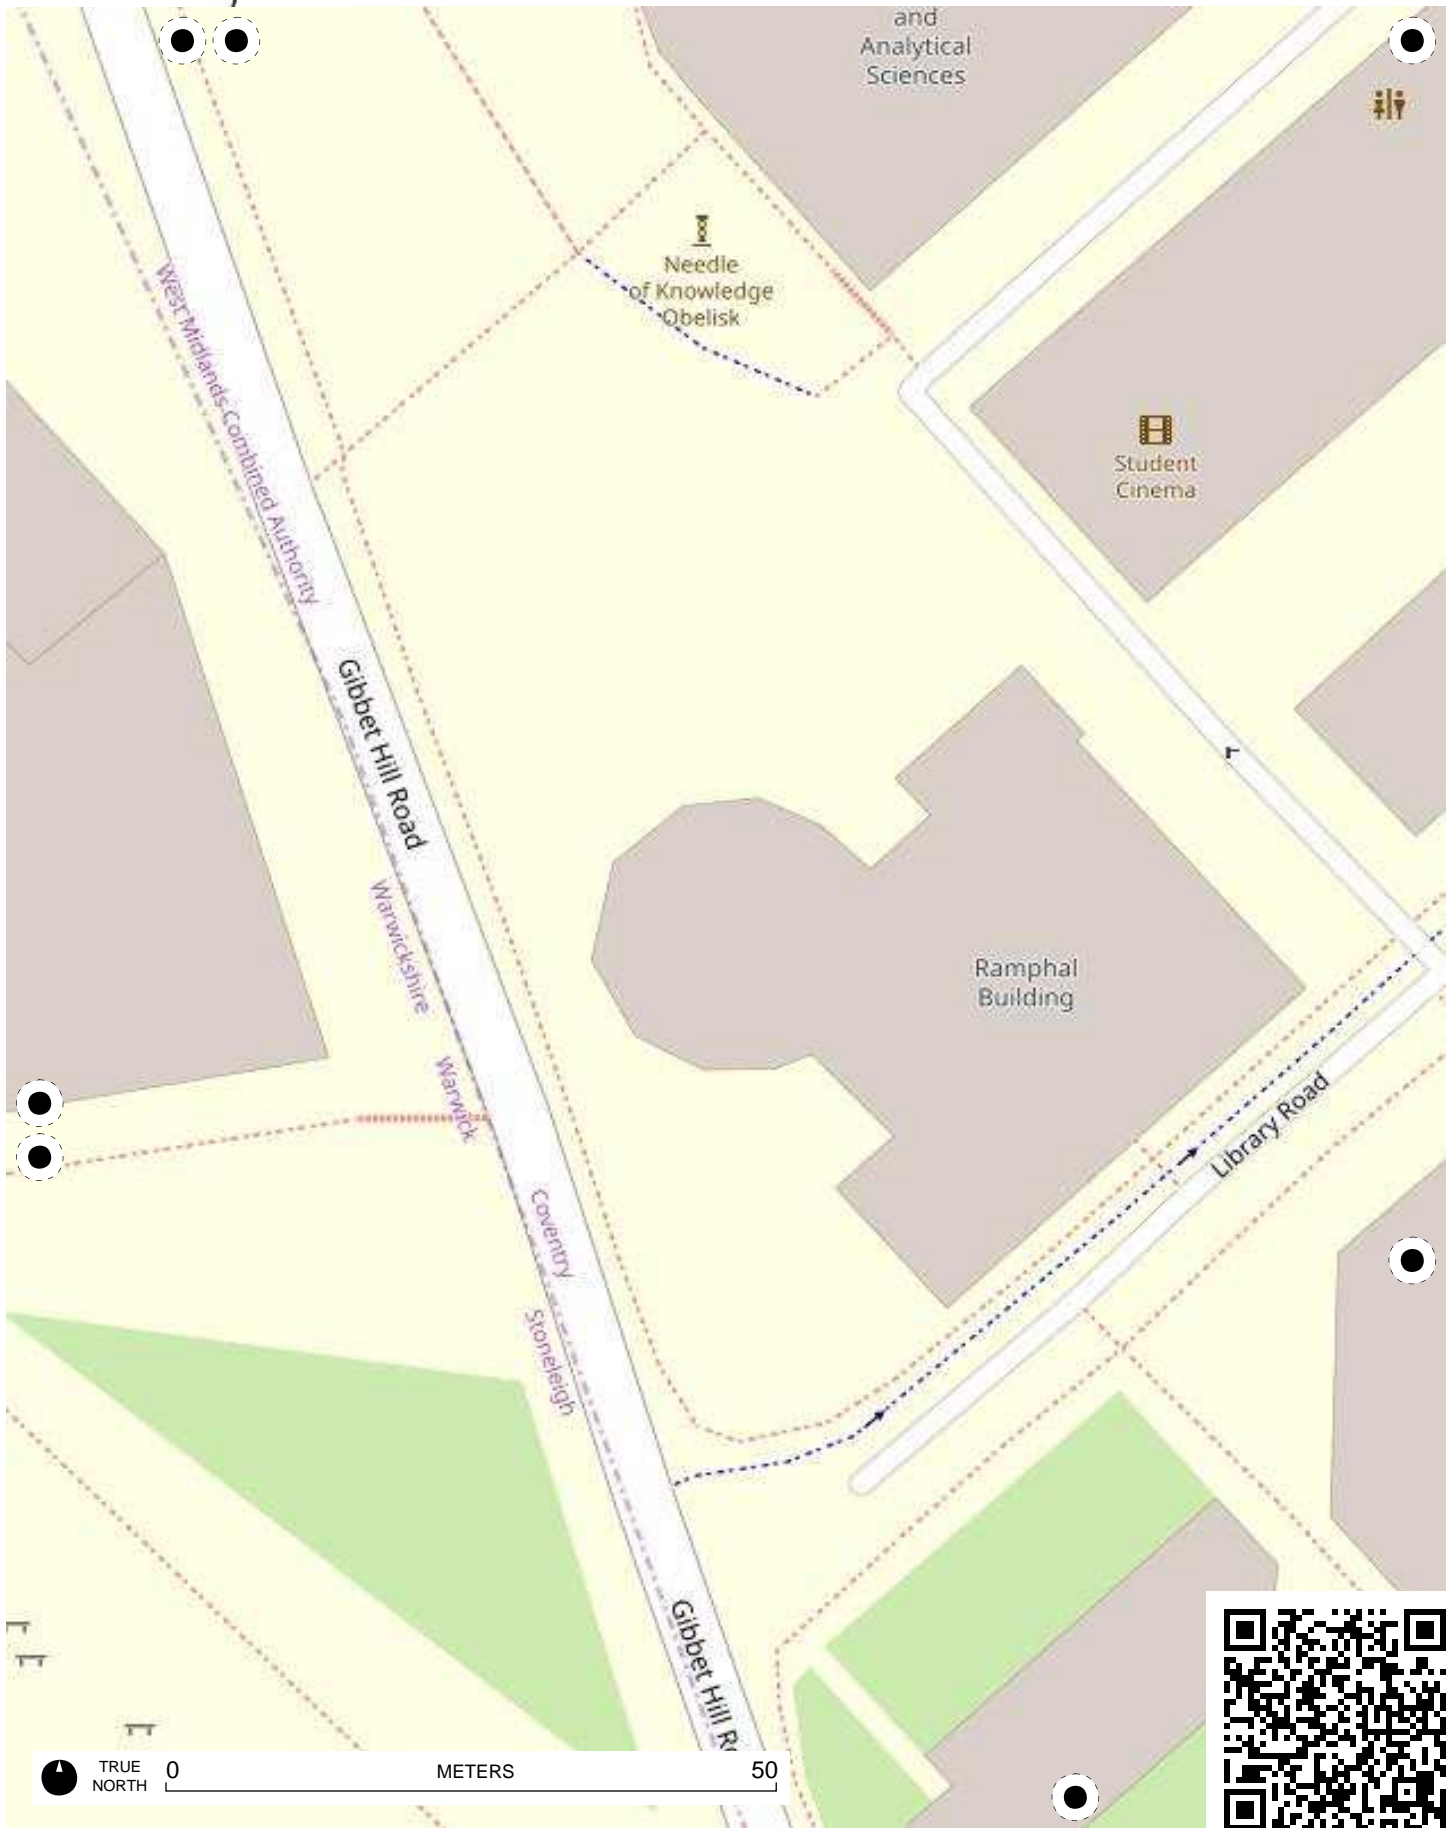 and
Analytical
Sciences
Needle
of Knowledge
Obelisk
West Midlands Combined Authority
Student
Cinema
Gibbet Hill Road
Warwickshire
Ramphal
Building
Warwick
Library Road
Coventry
Stoneleigh
Gibbet Hill Ro
TRUE
NORTH
0
METERS
50